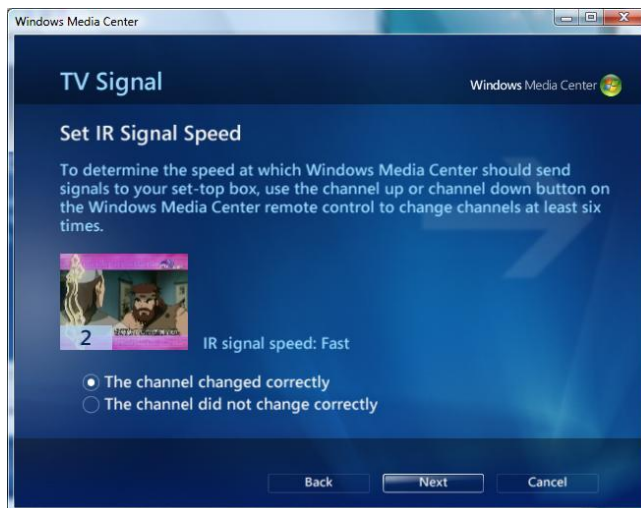 Windows Media Center
TV Signal
Windows Media Center
Set IR Signal Speed
To determine the speed at which Windows Media Center should send
signals to your set-top box, use the channel up or channel down button on
the Windows Media Center remote control to change channels at least six
times.
2
IR signal speed: Fast
The channel changed correctly
The channel did not change correctly
Back
Next
Cancel